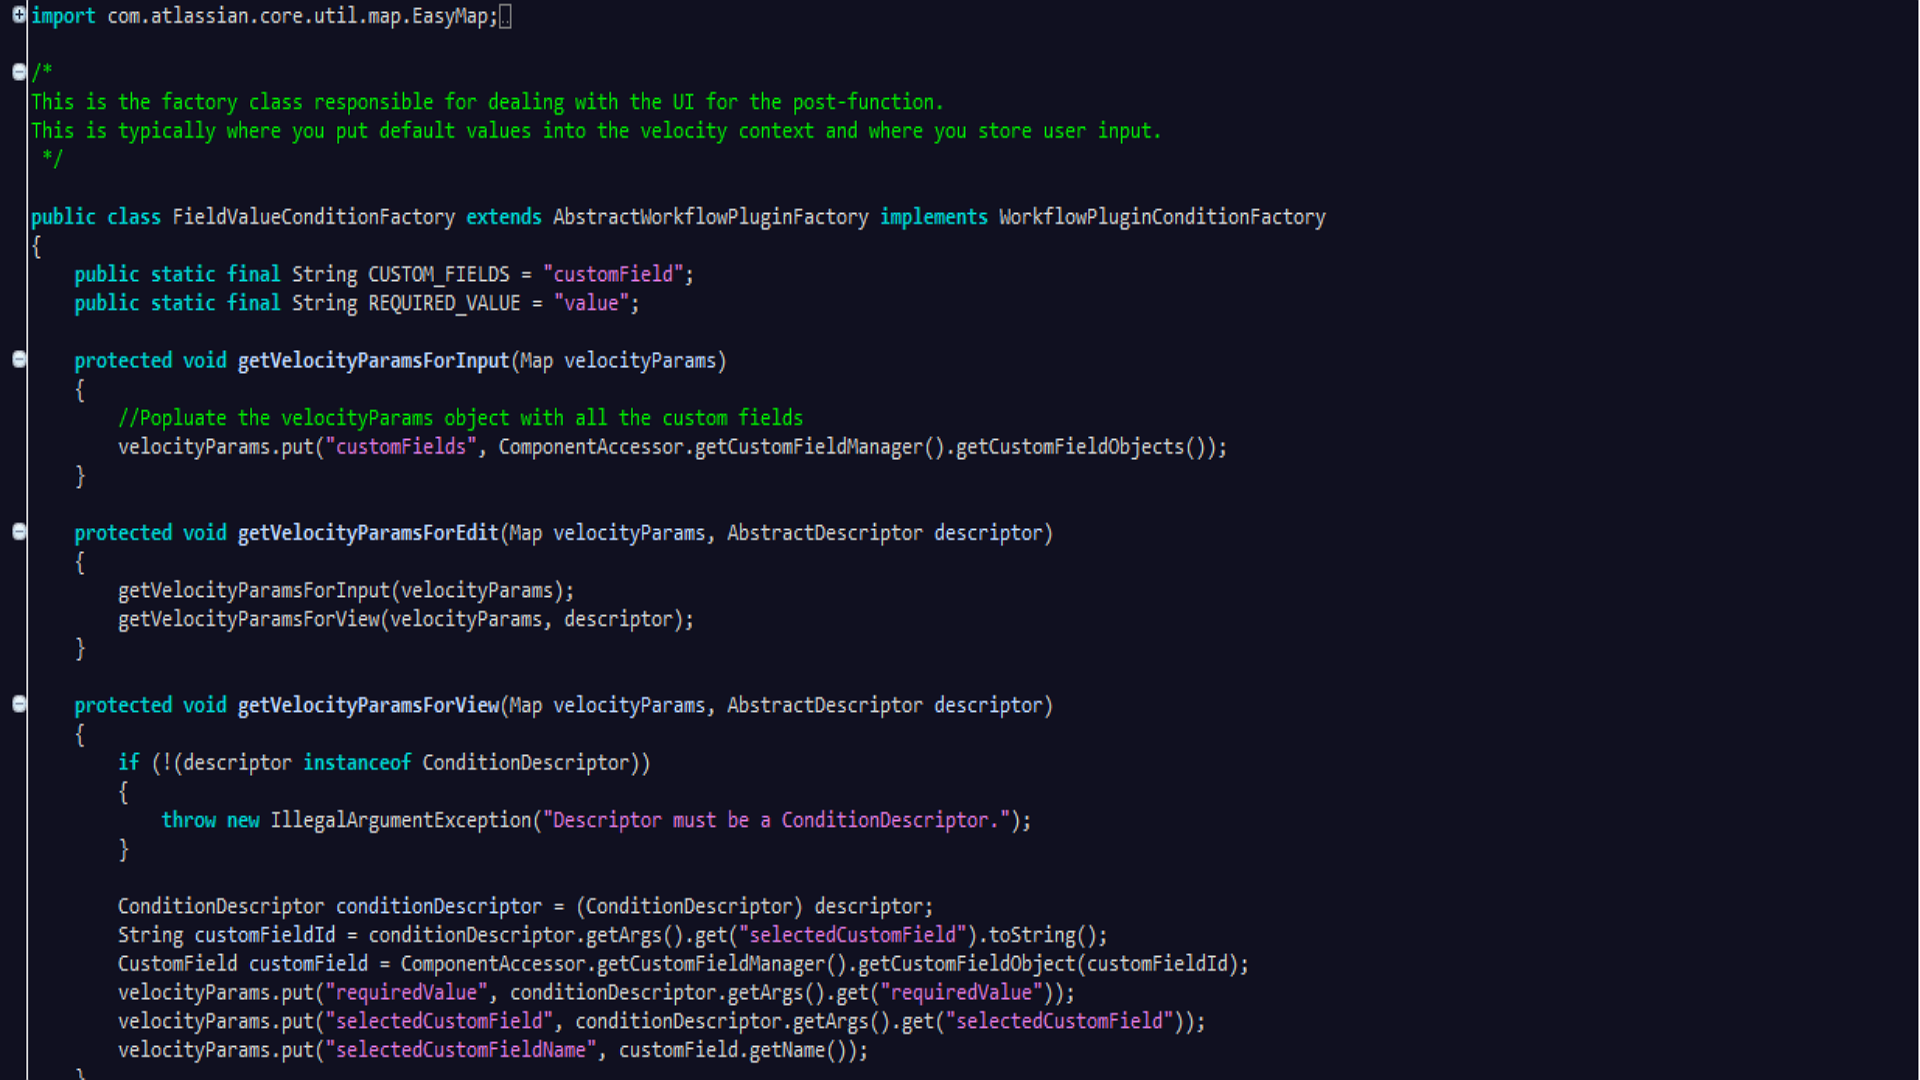 import com.atlassian.core.util.map.EasyMap;
/*
This is the factory class responsible for dealing with the UI for the post-function.
This is typically where you put default values into the velocity context and where you store user input.
 */
public class FieldValueConditionFactory extends AbstractWorkflowPluginFactory implements WorkflowPluginConditionFactory
{
    public static final String CUSTOM_FIELDS = "customField";
    public static final String REQUIRED_VALUE = "value";
    protected void getVelocityParamsForInput(Map velocityParams)
    {
        //Popluate the velocityParams object with all the custom fields
        velocityParams.put("customFields", ComponentAccessor.getCustomFieldManager().getCustomFieldObjects());
    }
    protected void getVelocityParamsForEdit(Map velocityParams, AbstractDescriptor descriptor)
    {
        getVelocityParamsForInput(velocityParams);
        getVelocityParamsForView(velocityParams, descriptor);
    }
    protected void getVelocityParamsForView(Map velocityParams, AbstractDescriptor descriptor)
    {
        if (!(descriptor instanceof ConditionDescriptor))
        {
            throw new IllegalArgumentException("Descriptor must be a ConditionDescriptor.");
        }
        ConditionDescriptor conditionDescriptor = (ConditionDescriptor) descriptor;
        String customFieldId = conditionDescriptor.getArgs().get("selectedCustomField").toString();
        CustomField customField = ComponentAccessor.getCustomFieldManager().getCustomFieldObject(customFieldId);
        velocityParams.put("requiredValue", conditionDescriptor.getArgs().get("requiredValue"));
        velocityParams.put("selectedCustomField", conditionDescriptor.getArgs().get("selectedCustomField"));
        velocityParams.put("selectedCustomFieldName", customField.getName());
    }